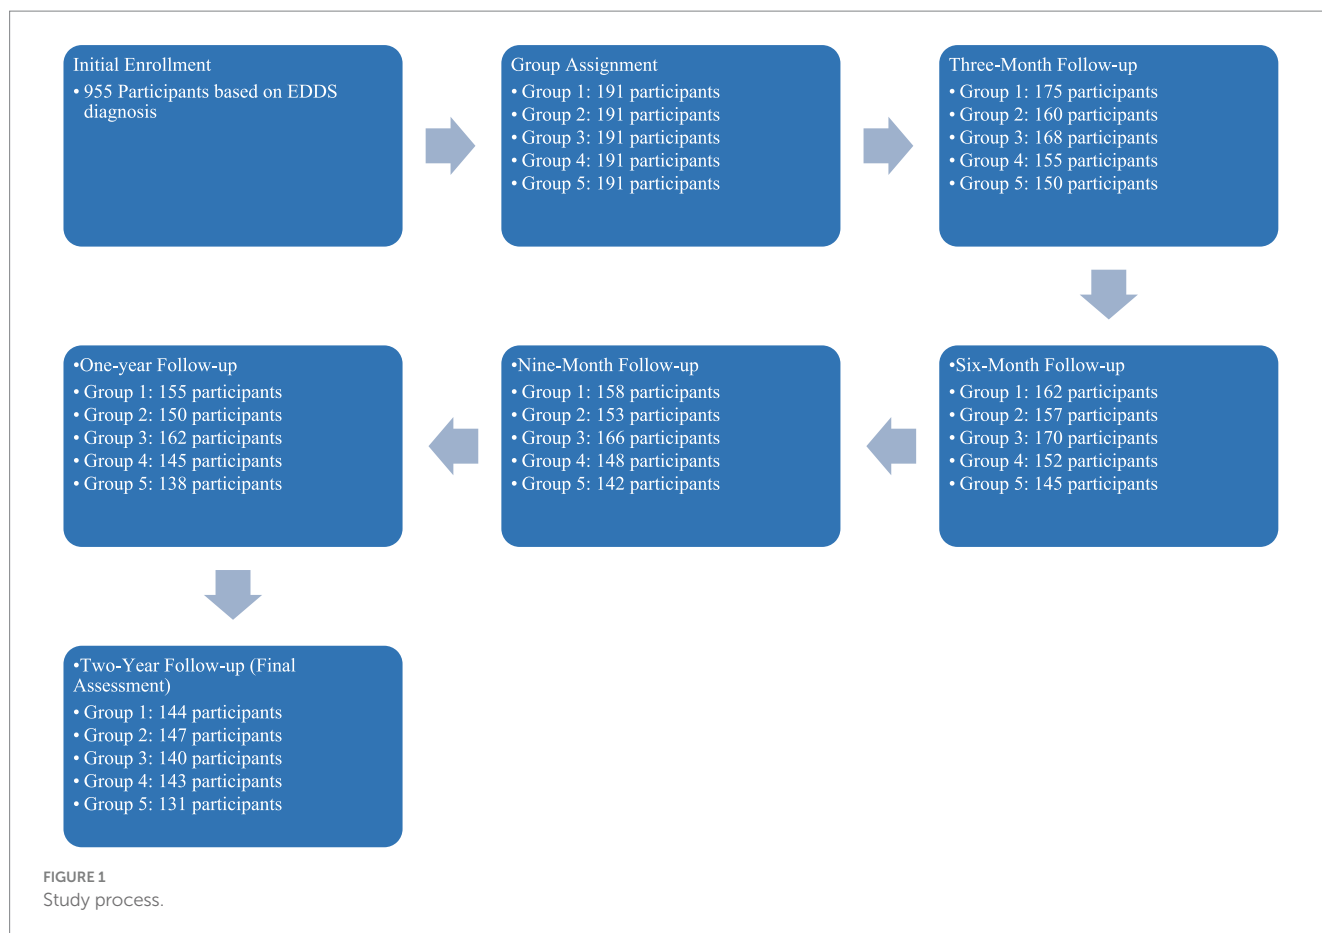 Initial Enrollment
• 955 Participants based on EDDS
diagnosis
Group Assignment
• Group 1: 191 participants
• Group 2: 191 participants
• Group 3: 191 participants
• Group 4: 191 participants
• Group 5: 191 participants
Three-Month Follow-up
• Group 1: 175 participants
• Group 2: 160 participants
• Group 3: 168 participants
• Group 4: 155 participants
• Group 5: 150 participants
•Six-Month Follow-up
• Group 1: 162 participants
• Group 2: 157 participants
• Group 3: 170 participants
• Group 4: 152 participants
• Group 5: 145 participants
•Nine-Month Follow-up
• Group 1: 158 participants
• Group 2: 153 participants
• Group 3: 166 participants
• Group 4: 148 participants
• Group 5: 142 participants
•One-year Follow-up
• Group 1: 155 participants
• Group 2: 150 participants
• Group 3: 162 participants
• Group 4: 145 participants
• Group 5: 138 participants
•Two-Year Follow-up (Final
Assessment)
• Group 1: 144 participants
• Group 2: 147 participants
• Group 3: 140 participants
• Group 4: 143 participants
• Group 5: 131 participants
FIGURE 1
Study process.